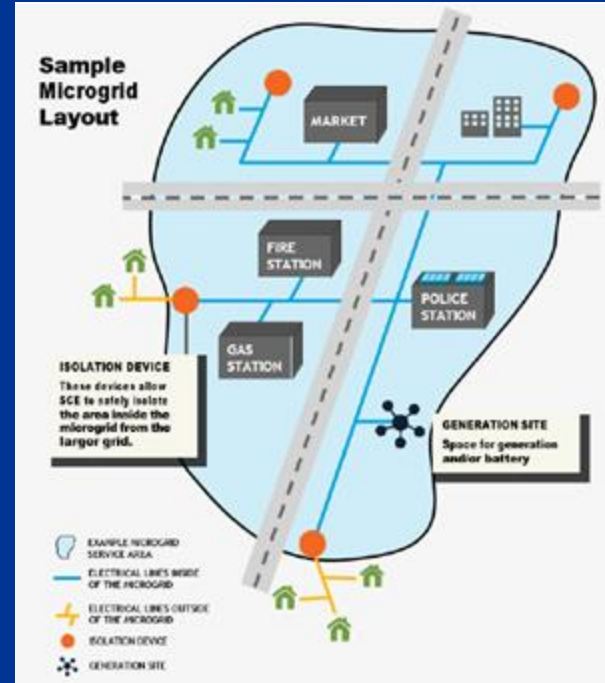 Sample
Microgrid
Layout
MARKET
FIRE
STATION
POLICE
STATION
GAS
STATION
ISOLATION DEVICE
These devices allow
SCE to safely isolate
the area inside the
microgrid from the
larger grid.
GENERATION SITE
Space for generation
and/or battery
EXAMPLE MICROGRID
SERVICE AREA
ELECTRICAL LINES INSIDE
OF THE MICROGRID
ELECTRICAL LINES OUTSIDE
OF THE MICROGRID
ISOLATION DEVICE
GENERATION SITE